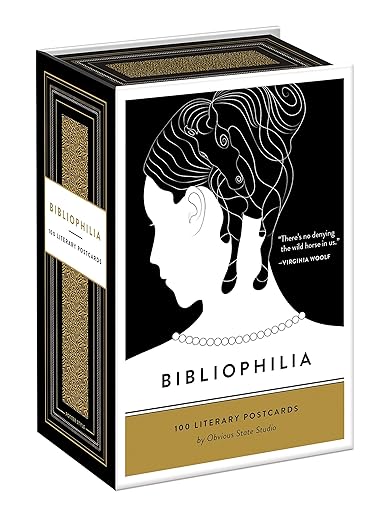 BIBLIOPHILIA
100 LITERARY POSTCARDS
"There's no denying
the wild horse in us."
—VIRGINIA WOOLF
BIBLIOPHILIA
100 LITERARY POSTCARDS
by Obvious State Studio